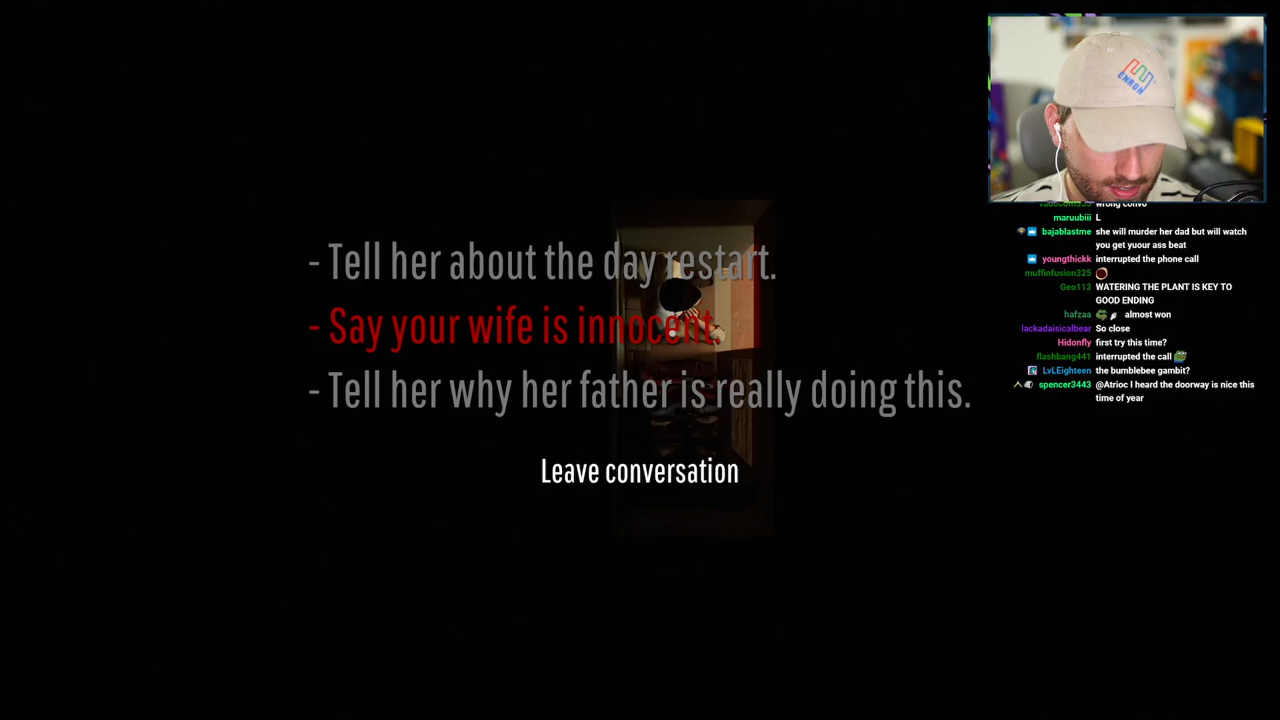 - Tell her about the day restart.
- Say your wife is innocent.
- Tell her why her father is really doing this.
Leave conversation
ENRON
wrong convo
maruubiii L
bajablastme she will murder her dad but will watch
you get yuour ass beat
youngthickk interrupted the phone call
muffinfusion325
Geo113 WATERING THE PLANT IS KEY TO
GOOD ENDING
hafzaa almost won
lackadaisicalbear So close
Hidonfly first try this time?
flashbang441 interrupted the call
LvLEighteen the bumblebee gambit?
spencer3443 @Atrioc I heard the doorway is nice this
time of year